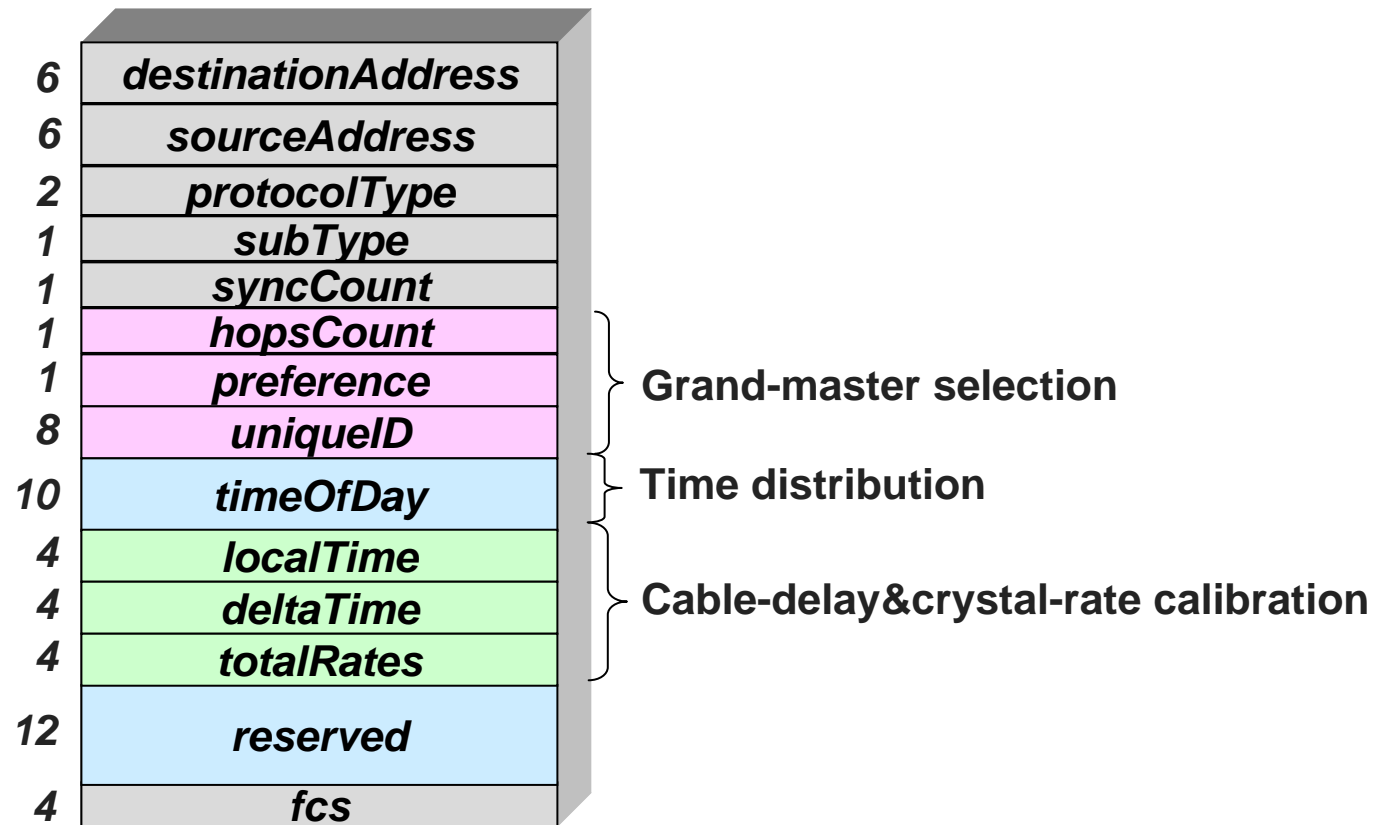 6 destinationAddress
6 sourceAddress
2 protocolType
1 subType
1 syncCount
1 hopsCount
1 preference
Grand-master selection
8 uniqueID
10 timeOfDay
Time distribution
4 localTime
4 deltaTime
Cable-delay&crystal-rate calibration
4 totalRates
12 reserved
4 fcs